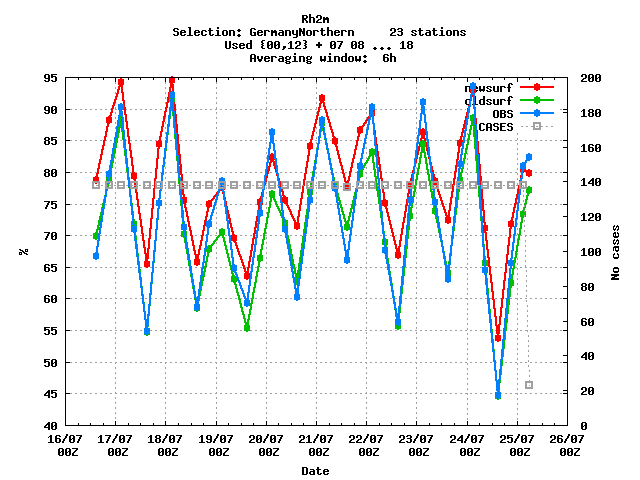 Rh2m
Selection: GermanyNorthern 23 stations
Used {00,12} + 07 08 ... 18
Averaging window: 6h
newsurf
oldsurf
OBS
CASES
95
90
85
80
75
70
65
60
55
50
45
40
%
200
180
160
140
120
100
80
60
40
20
0
No cases
16/07 17/07 18/07 19/07 20/07 21/07 22/07 23/07 24/07 25/07 26/07
00Z 00Z 00Z 00Z 00Z 00Z 00Z 00Z 00Z 00Z 00Z
Date